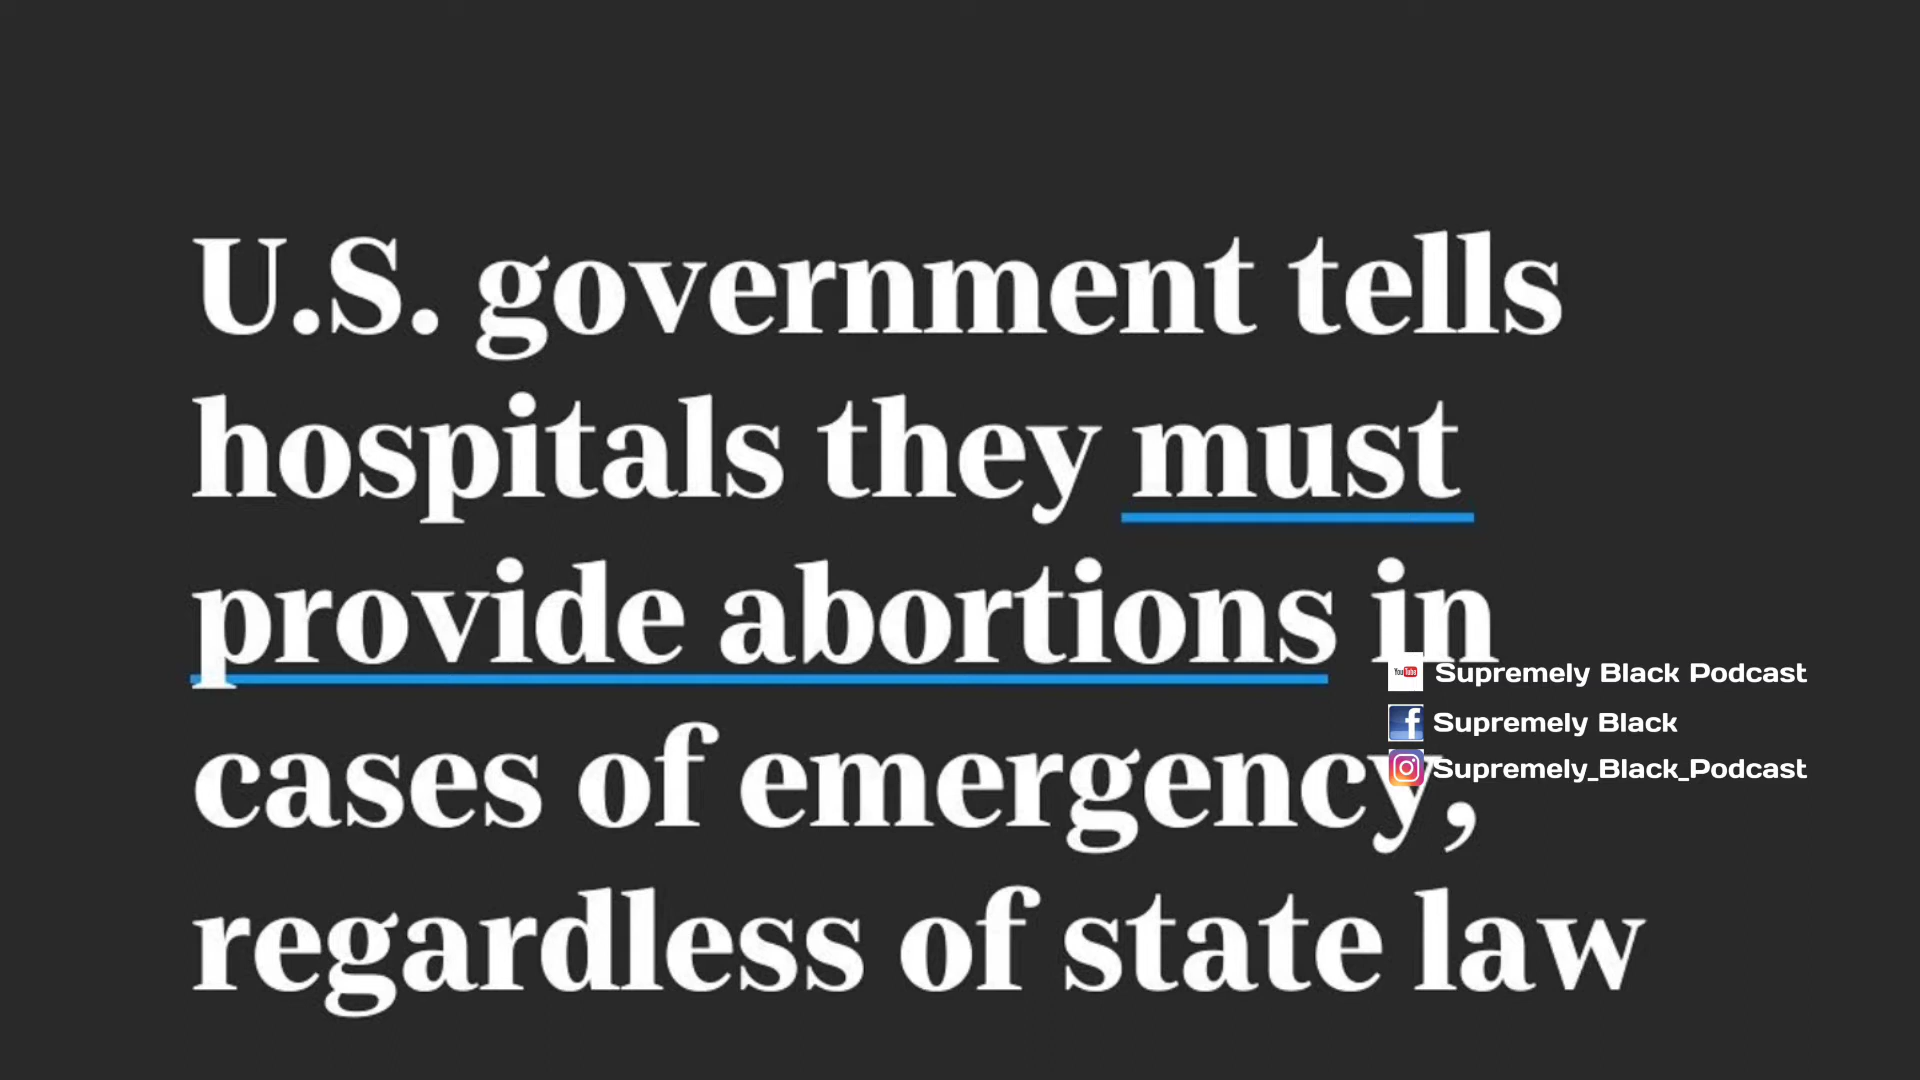 U.S. government tells
hospitals they must
provide abortions in
cases of emergency,
regardless of state law
YouTube Supremely Black Podcast
f Supremely Black
Supremely_Black_Podcast